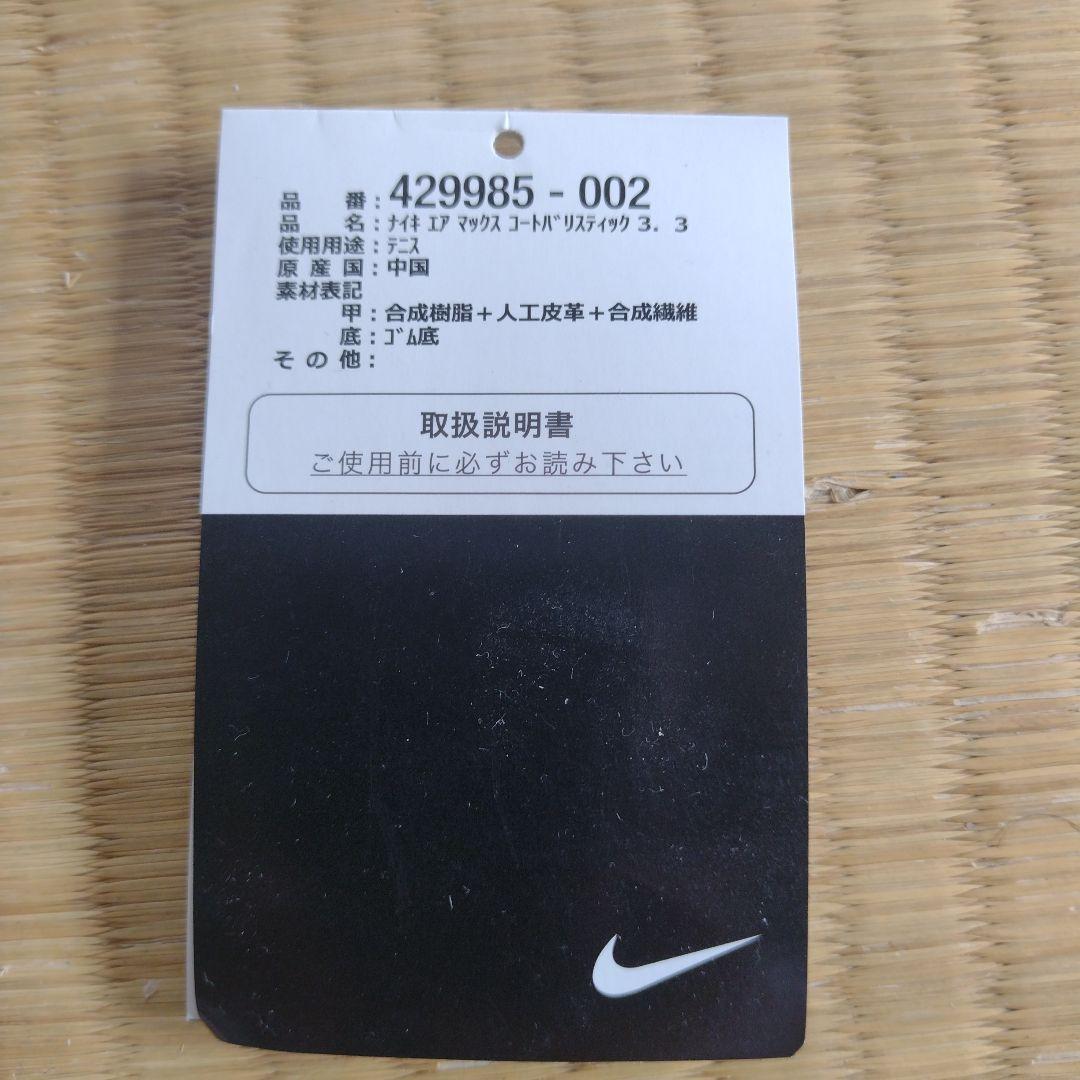 品番：429985 - 002
品名：ﾅｲｷ ｴｱ ﾏｯｸｽ ｺｰﾄﾊﾞﾘｽﾃｨｯｸ３．３
使用用途：ﾃﾆｽ
原産国：中国
素材表記
甲：合成樹脂＋人工皮革＋合成繊維
底：ｺﾞﾑ底
その他：
取扱説明書
ご使用前に必ずお読み下さい